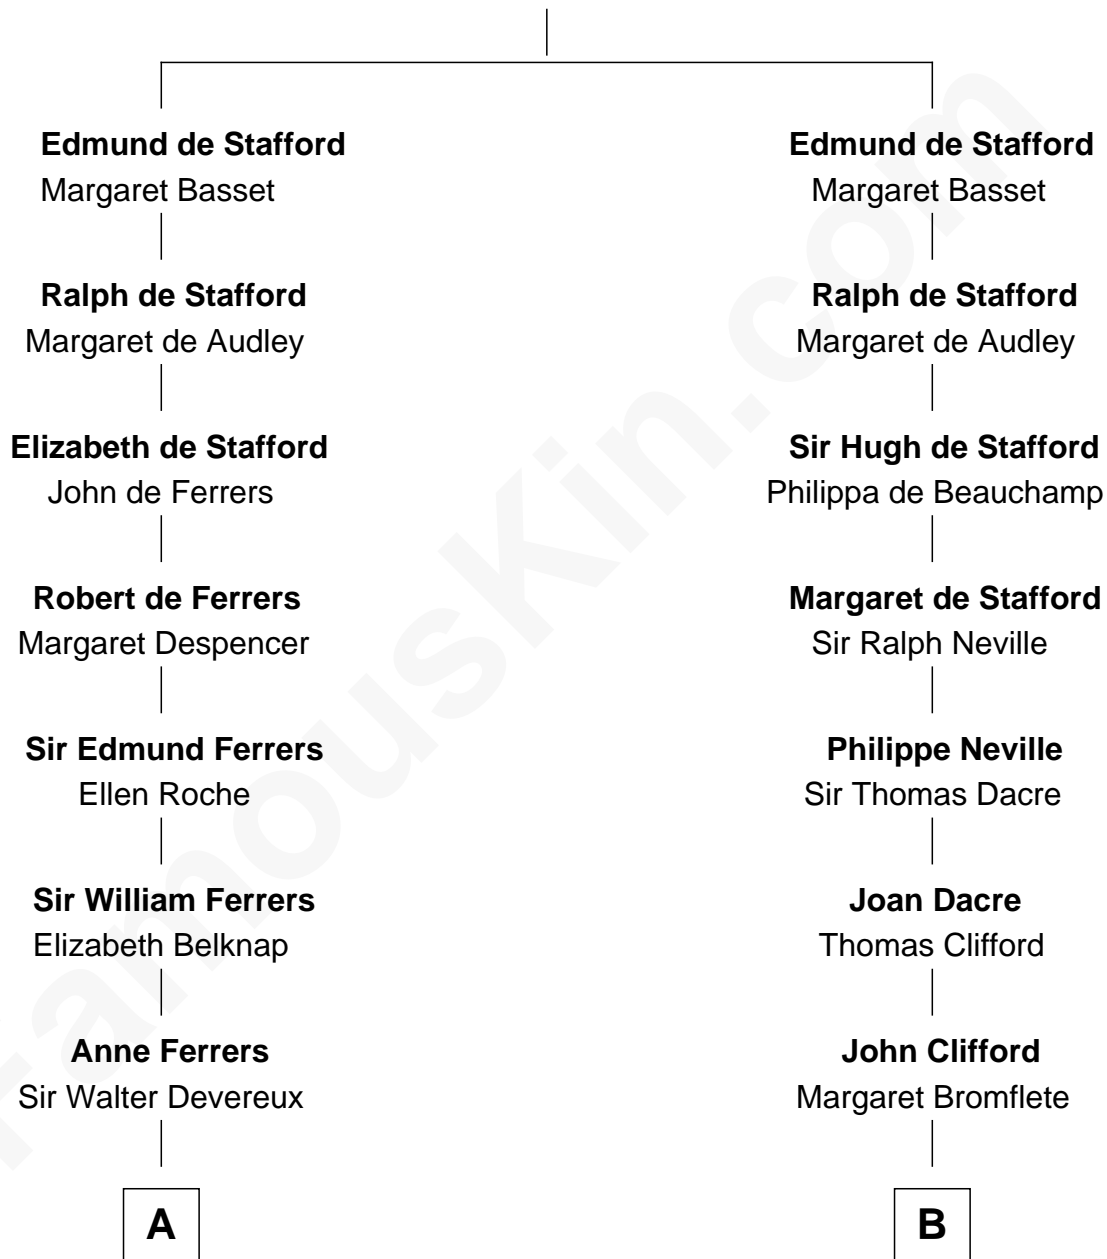 Edmund de Stafford
Margaret Basset
Ralph de Stafford
Margaret de Audley
Elizabeth de Stafford
John de Ferrers
Robert de Ferrers
Margaret Despencer
Sir Edmund Ferrers
Ellen Roche
Sir William Ferrers
Elizabeth Belknap
Anne Ferrers
Sir Walter Devereux
A
Edmund de Stafford
Margaret Basset
Ralph de Stafford
Margaret de Audley
Sir Hugh de Stafford
Philippa de Beauchamp
Margaret de Stafford
Sir Ralph Neville
Philippe Neville
Sir Thomas Dacre
Joan Dacre
Thomas Clifford
John Clifford
Margaret Bromflete
B
FamousKin.com